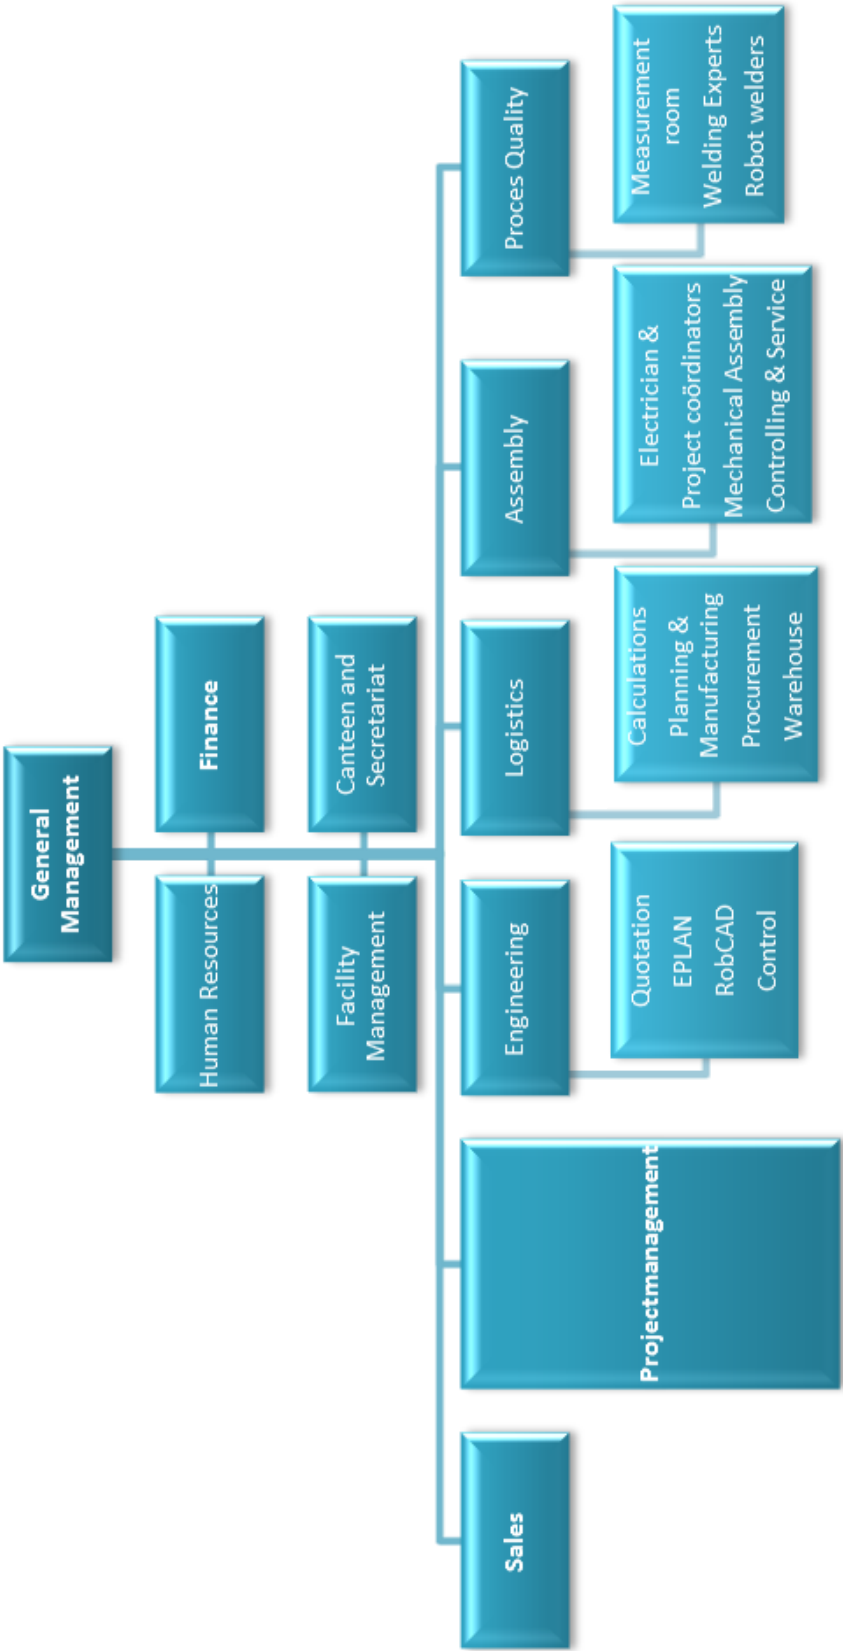 General
Management
Human Resources
Finance
Facility
Management
Canteen and
Secretariat
Sales
Projectmanagement
Engineering
Quotation
EPLAN
RobCAD
Control
Logistics
Calculations
Planning &
Manufacturing
Procurement
Warehouse
Assembly
Electrician &
Project coördinators
Mechanical Assembly
Controlling & Service
Proces Quality
Measurement
room
Welding Experts
Robot welders